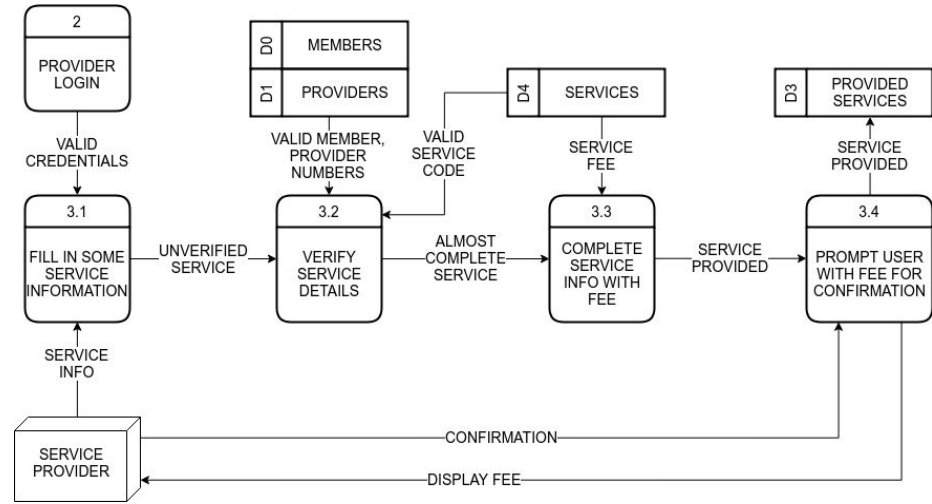 2
PROVIDER
LOGIN
D0
MEMBERS
D1
PROVIDERS
D4
SERVICES
D3
PROVIDED
SERVICES
VALID
CREDENTIALS
VALID MEMBER,
PROVIDER
NUMBERS
VALID
SERVICE
CODE
SERVICE
FEE
SERVICE
PROVIDED
3.1
FILL IN SOME
SERVICE
INFORMATION
UNVERIFIED
SERVICE
3.2
VERIFY
SERVICE
DETAILS
ALMOST
COMPLETE
SERVICE
3.3
COMPLETE
SERVICE
INFO WITH
FEE
SERVICE
PROVIDED
3.4
PROMPT USER
WITH FEE FOR
CONFIRMATION
SERVICE
INFO
SERVICE
PROVIDER
CONFIRMATION
DISPLAY FEE